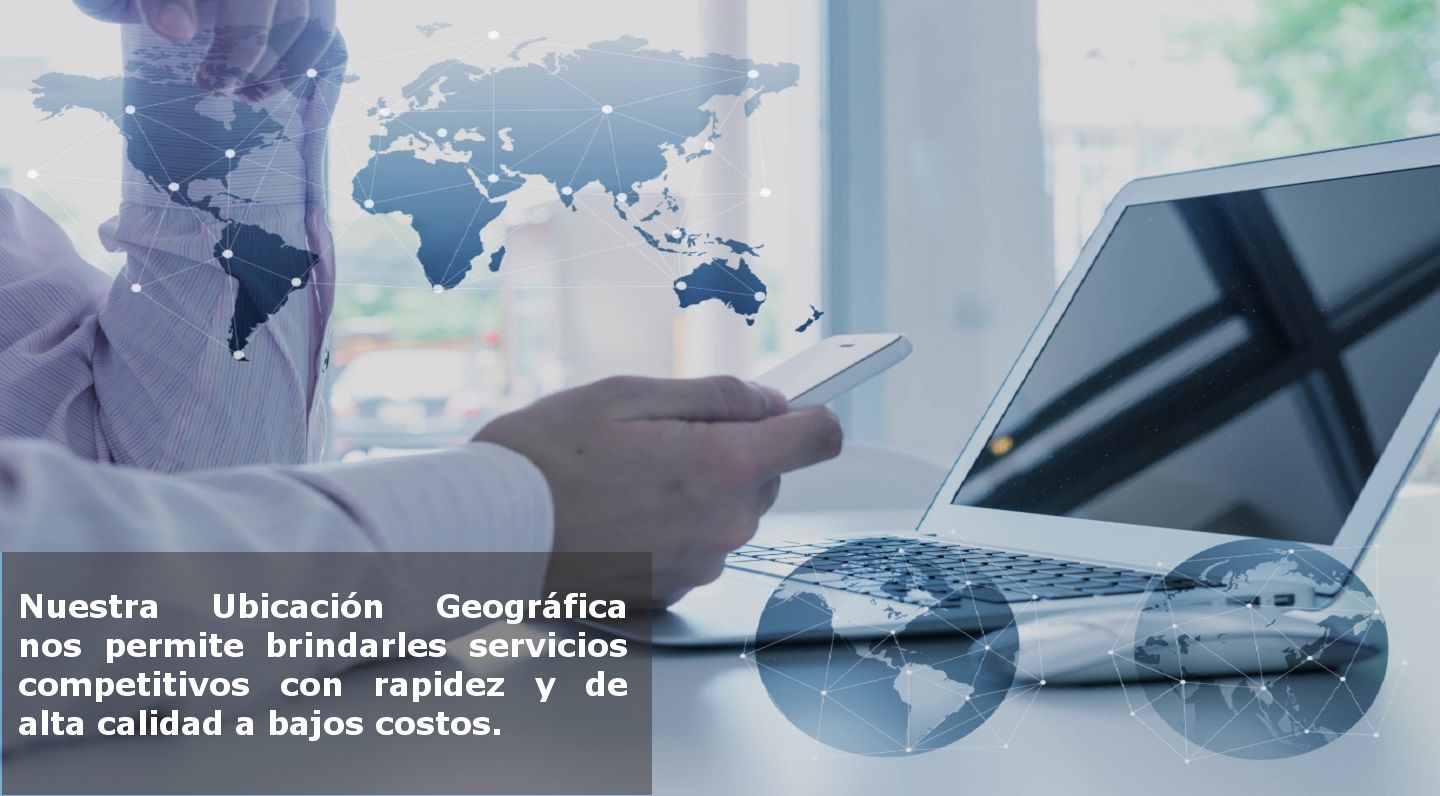 Nuestra Ubicación Geográfica
nos permite brindarles servicios
competitivos con rapidez y de
alta calidad a bajos costos.